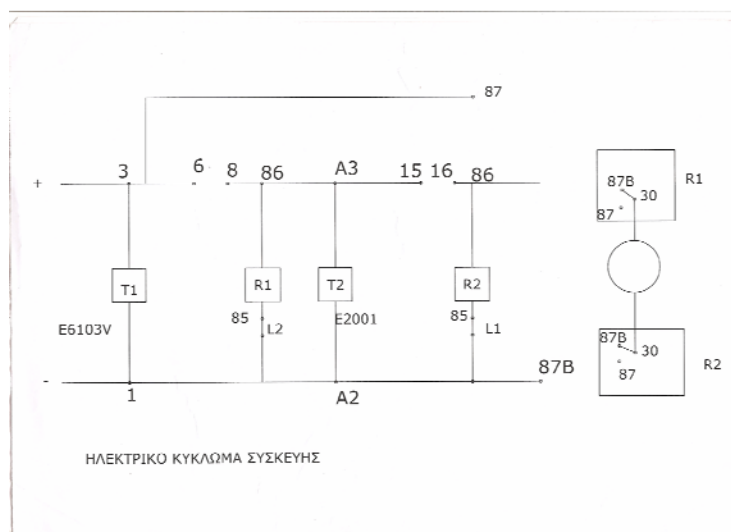 87
3 6 8 86 A3 15 16 86
+
87B
30
R1
87
T1 R1 T2 R2
E6103V
85
L2
E2001
85
L1
87B
30
87
R2
-
1
A2
87B
ΗΛΕΚΤΡΙΚΟ ΚΥΚΛΩΜΑ ΣΥΣΚΕΥΗΣ